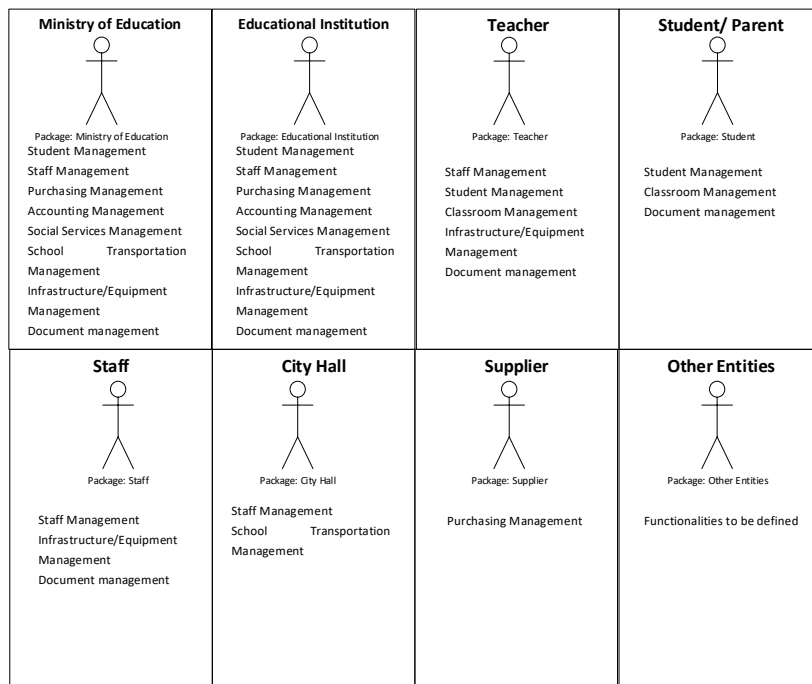 Ministry of Education
Package: Ministry of Education
Student Management
Staff Management
Purchasing Management
Accounting Management
Social Services Management
School Transportation
Management
Infrastructure/Equipment
Management
Document management
Educational Institution
Package: Educational Institution
Student Management
Staff Management
Purchasing Management
Accounting Management
Social Services Management
School Transportation
Management
Infrastructure/Equipment
Management
Document management
Teacher
Package: Teacher
Staff Management
Student Management
Classroom Management
Infrastructure/Equipment
Management
Document management
Student/ Parent
Package: Student
Student Management
Classroom Management
Document management
Staff
Package: Staff
Staff Management
Infrastructure/Equipment
Management
Document management
City Hall
Package: City Hall
Staff Management
School Transportation
Management
Supplier
Package: Supplier
Purchasing Management
Other Entities
Package: Other Entities
Functionalities to be defined